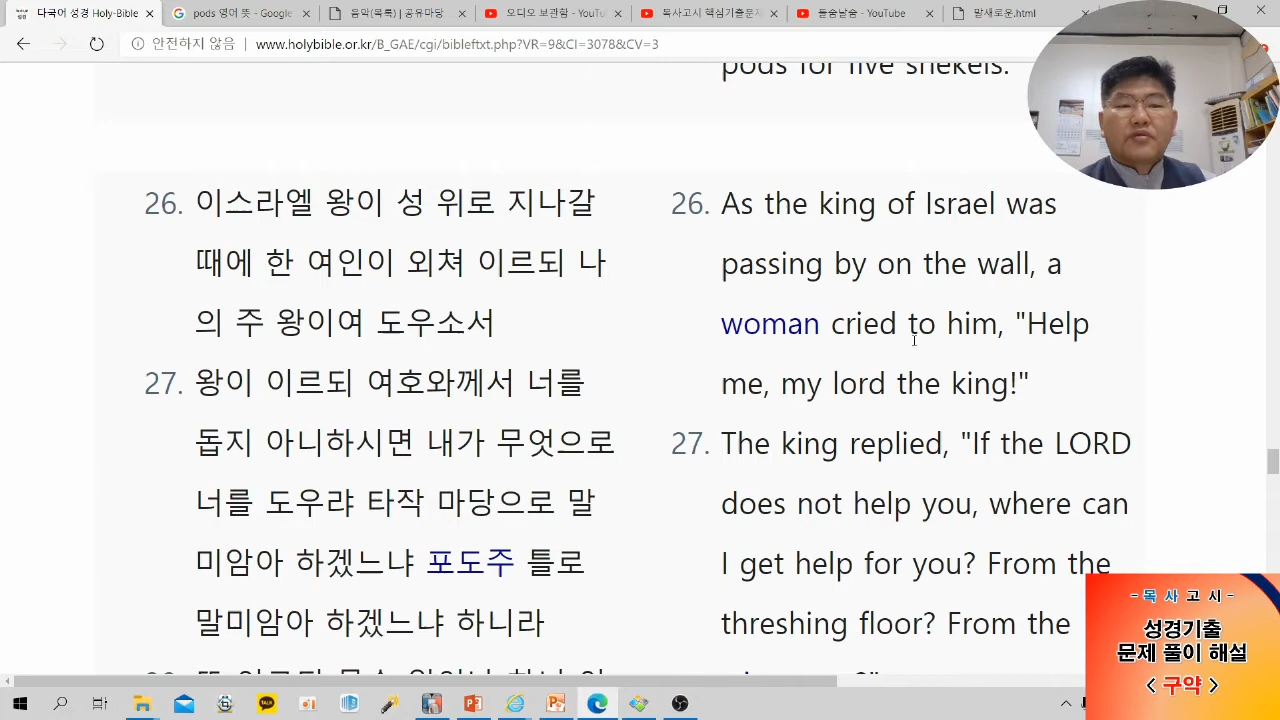 다국어 성경 Holy-Bible
pods 영어 뜻 - Google
음악(목록) | 공유마당
오디오 보관함 - YouTu
목사고시 핵심기출문
들숨날숨 - YouTube
말새로운.html
안전하지 않음 | www.holybible.or.kr/B_GAE/cgi/bibleftxt.php?VR=9&CI=3078&CV=3
pods for five shekels.
26. 이스라엘 왕이 성 위로 지나갈
때에 한 여인이 외쳐 이르되 나
의 주 왕이여 도우소서
27. 왕이 이르되 여호와께서 너를
돕지 아니하시면 내가 무엇으로
너를 도우랴 타작 마당으로 말
미암아 하겠느냐 포도주 틀로
말미암아 하겠느냐 하니라
26. As the king of Israel was
passing by on the wall, a
woman cried to him, "Help
me, my lord the king!"
27. The king replied, "If the LORD
does not help you, where can
I get help for you? From the
threshing floor? From the
- 목 사 고 시 -
성경기출
문제 풀이 해설
< 구약 >